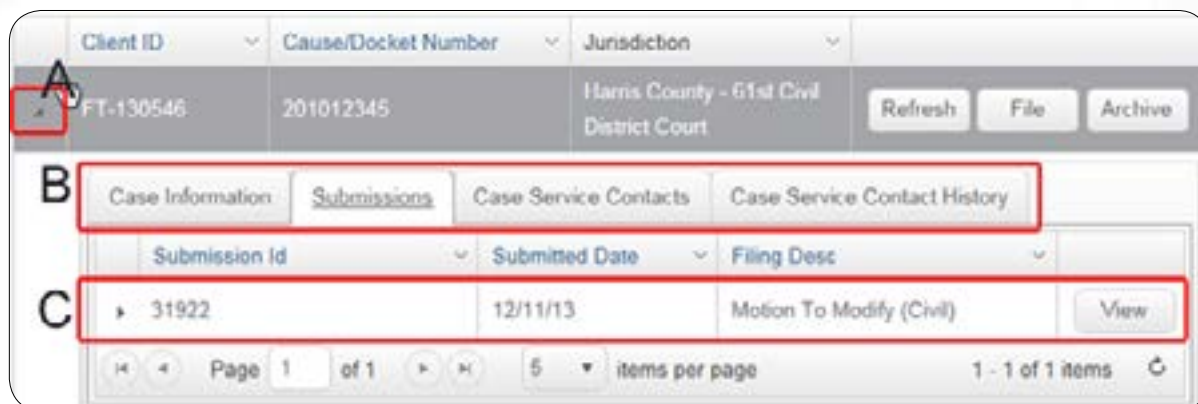 Client ID Cause/Docket Number Jurisdiction
A
FT-130546 201012345 Harris County - 61st Civil District Court Refresh File Archive
B
Case Information Submissions Case Service Contacts Case Service Contact History
Submission Id Submitted Date Filing Desc
C
31922 12/11/13 Motion To Modify (Civil) View
Page 1 of 1 5 items per page 1 - 1 of 1 items